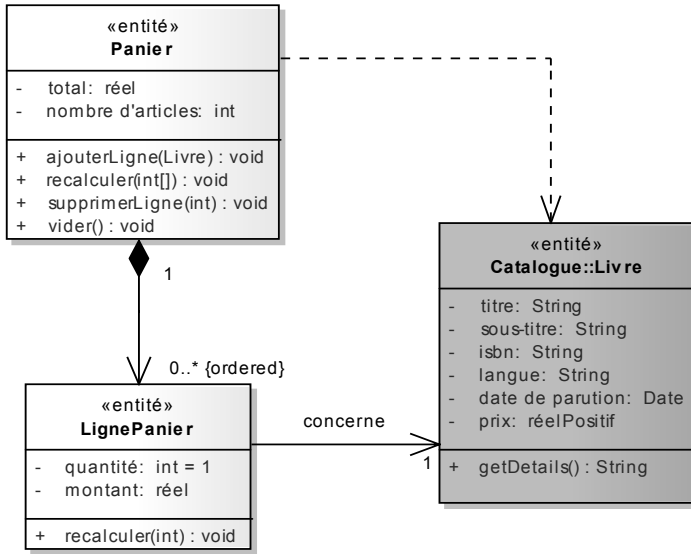 «entité»
Panier
- total: réel
- nombre d'articles: int
+ ajouterLigne(Livre) : void
+ recalculer(int[]) : void
+ supprimerLigne(int) : void
+ vider() : void
1
0..* {ordered}
«entité»
Catalogue::Livre
- titre: String
- sous-titre: String
- isbn: String
- langue: String
- date de parution: Date
- prix: réelPositif
+ getDetails() : String
«entité»
LignePanier
- quantité: int = 1
- montant: réel
+ recalculer(int) : void
concerne
1